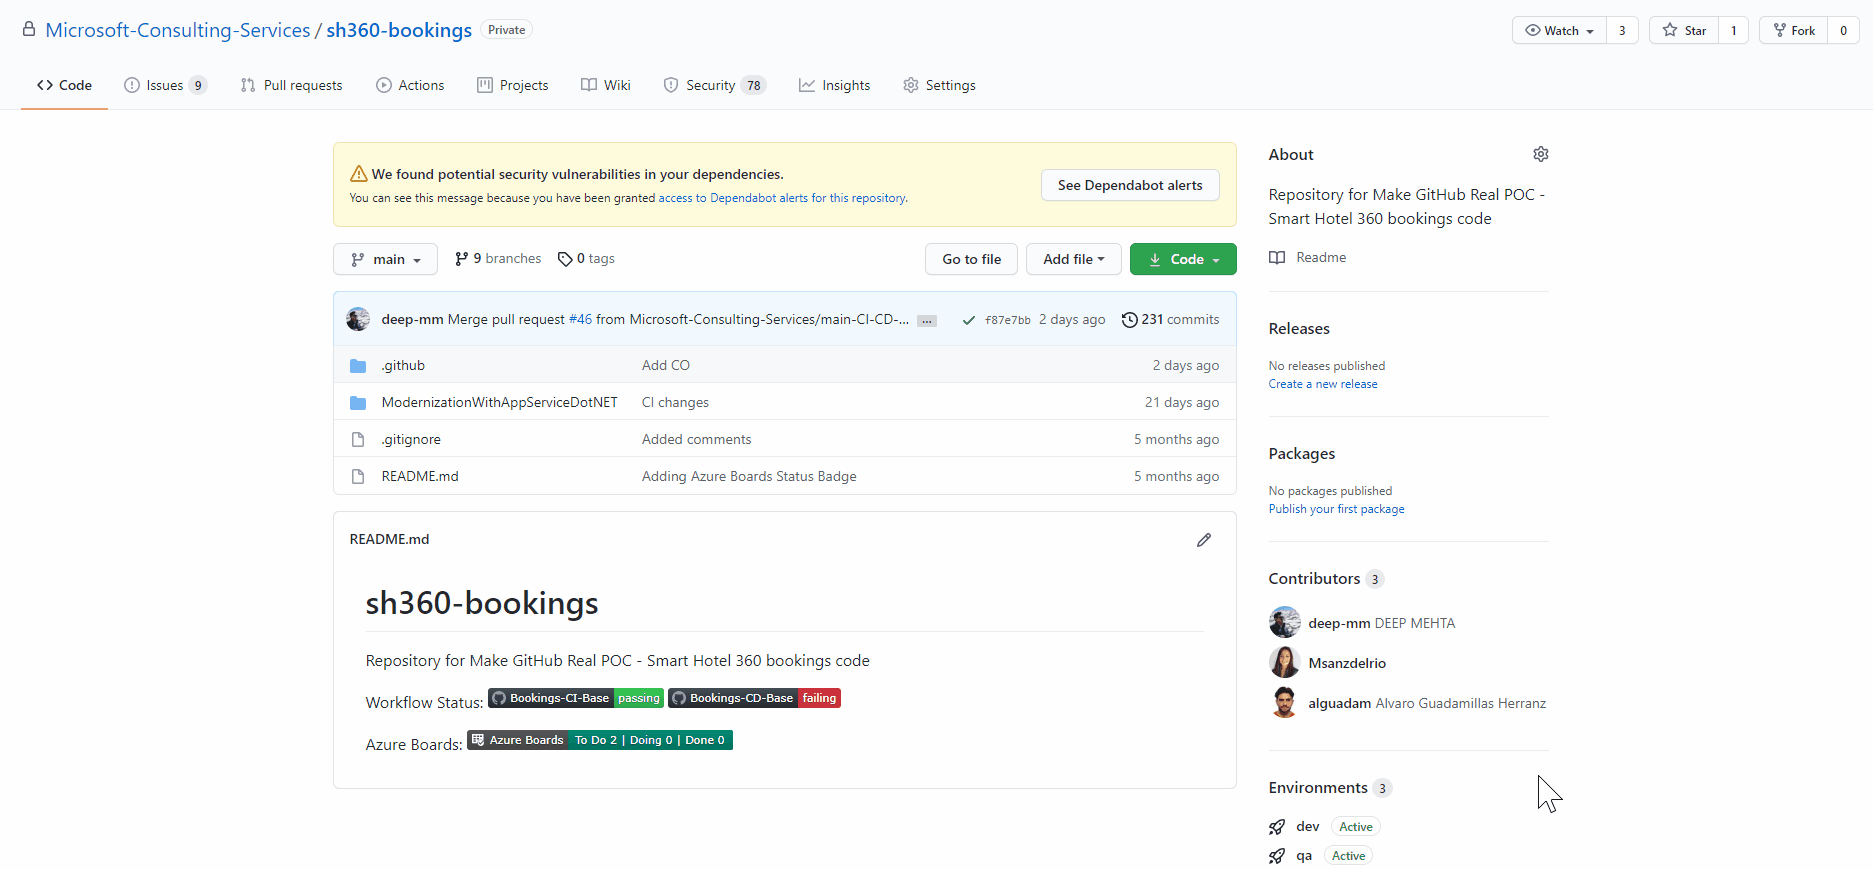 Microsoft-Consulting-Services / sh360-bookings Private
Watch 3 Star 1 Fork 0
Code Issues 9 Pull requests Actions Projects Wiki Security 78 Insights Settings
We found potential security vulnerabilities in your dependencies.
You can see this message because you have been granted access to Dependabot alerts for this repository.
See Dependabot alerts
main 9 branches 0 tags Go to file Add file Code
deep-mm Merge pull request #46 from Microsoft-Consulting-Services/main-CI-CD-... ... f87e7bb 2 days ago 231 commits
.github Add CO 2 days ago
ModernizationWithAppServiceDotNET CI changes 21 days ago
.gitignore Added comments 5 months ago
README.md Adding Azure Boards Status Badge 5 months ago
README.md
sh360-bookings
Repository for Make GitHub Real POC - Smart Hotel 360 bookings code
Workflow Status: Bookings-CI-Base passing Bookings-CD-Base failing
Azure Boards: Azure Boards To Do 2 | Doing 0 | Done 0
About
Repository for Make GitHub Real POC -
Smart Hotel 360 bookings code
Readme
Releases
No releases published
Create a new release
Packages
No packages published
Publish your first package
Contributors 3
deep-mm DEEP MEHTA
Msanzdelrio
alguadam Alvaro Guadamillas Herranz
Environments 3
dev Active
qa Active